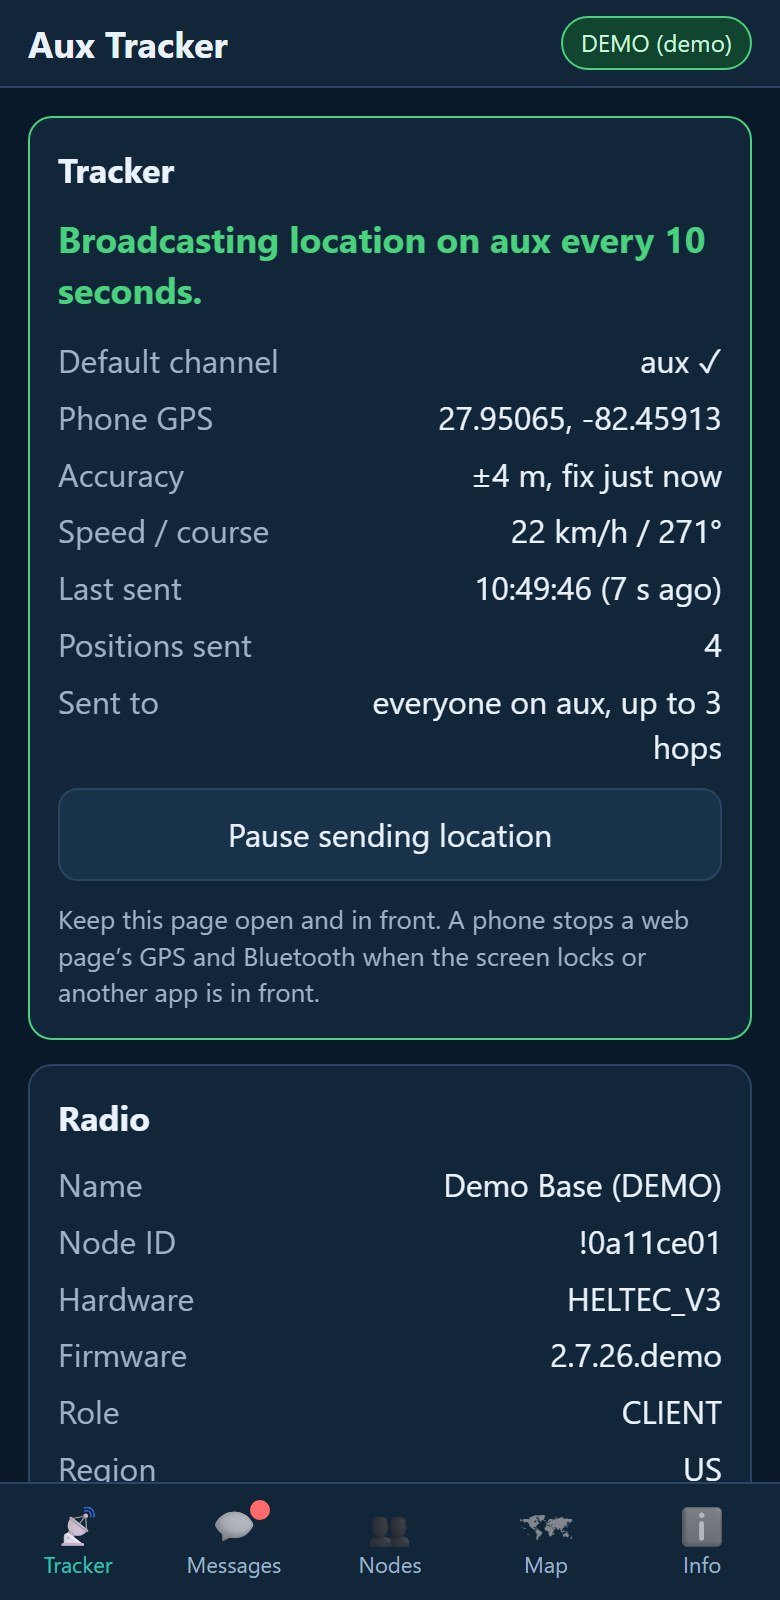 Aux Tracker
DEMO (demo)
Tracker
Broadcasting location on aux every 10
seconds.
Default channel aux ✓
Phone GPS 27.95065, -82.45913
Accuracy ±4 m, fix just now
Speed / course 22 km/h / 271°
Last sent 10:49:46 (7 s ago)
Positions sent 4
Sent to everyone on aux, up to 3
hops
Pause sending location
Keep this page open and in front. A phone stops a web
page’s GPS and Bluetooth when the screen locks or
another app is in front.
Radio
Name Demo Base (DEMO)
Node ID !0a11ce01
Hardware HELTEC_V3
Firmware 2.7.26.demo
Role CLIENT
Region US
Tracker Messages Nodes Map Info